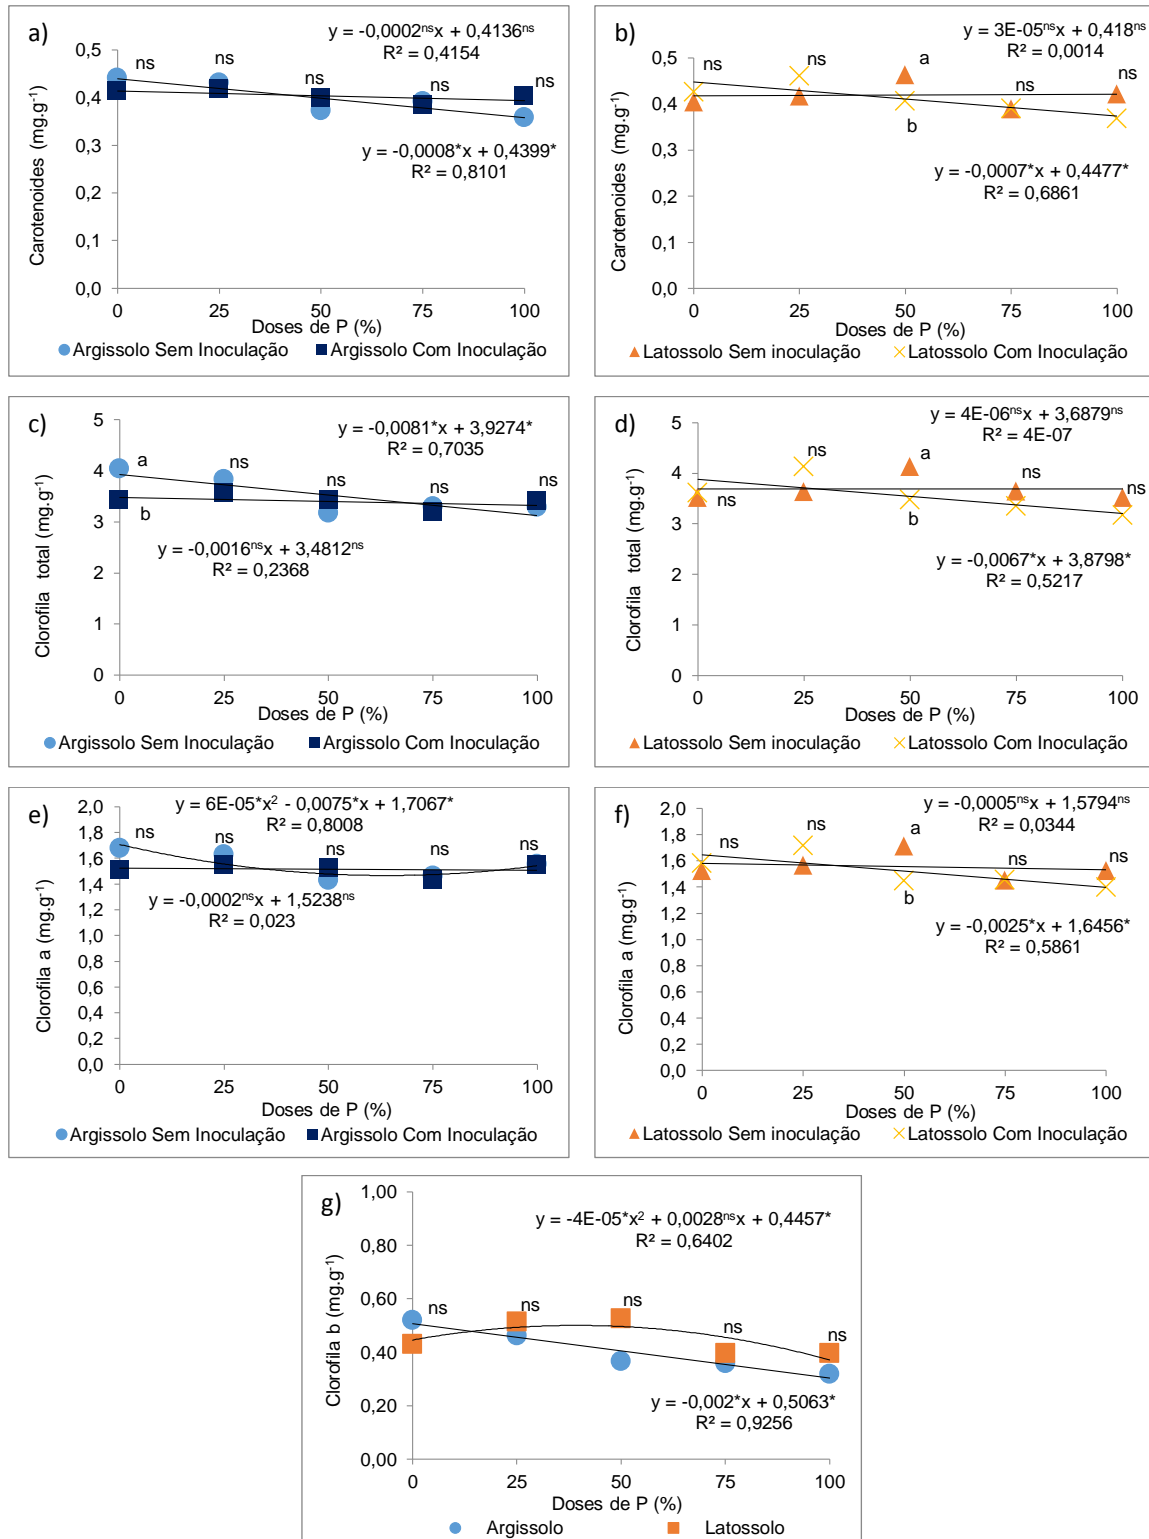 a)
y = -0,0002ⁿˢx + 0,4136ⁿˢ
R² = 0,4154
Carotenoides (mg.g⁻¹)
0,5
0,4
0,3
0,2
0,1
0,0
ns
ns
ns
ns
ns
y = -0,0008*x + 0,4399*
R² = 0,8101
0 25 50 75 100
Doses de P (%)
Argissolo Sem Inoculação Argissolo Com Inoculação
b)
y = 3E-05ⁿˢx + 0,418ⁿˢ
R² = 0,0014
Carotenoides (mg.g⁻¹)
0,5
0,4
0,3
0,2
0,1
0,0
ns
ns
a
b
ns
ns
y = -0,0007*x + 0,4477*
R² = 0,6861
0 25 50 75 100
Doses de P (%)
Latossolo Sem inoculação Latossolo Com Inoculação
c)
y = -0,0081*x + 3,9274*
R² = 0,7035
Clorofila total (mg.g⁻¹)
5
4
3
2
1
0
a
b
ns
ns
ns
ns
y = -0,0016ⁿˢx + 3,4812ⁿˢ
R² = 0,2368
0 25 50 75 100
Doses de P (%)
Argissolo Sem Inoculação Argissolo Com Inoculação
d)
y = 4E-06ⁿˢx + 3,6879ⁿˢ
R² = 4E-07
Clorofila total (mg.g⁻¹)
5
4
3
2
1
0
ns
ns
a
b
ns
ns
y = -0,0067*x + 3,8798*
R² = 0,5217
0 25 50 75 100
Doses de P (%)
Latossolo Sem inoculação Latossolo Com Inoculação
e)
y = 6E-05*x² - 0,0075*x + 1,7067*
R² = 0,8008
Clorofila a (mg.g⁻¹)
2,0
1,8
1,6
1,4
1,2
1,0
0,8
0,6
0,4
0,2
0,0
ns
ns
ns
ns
ns
y = -0,0002ⁿˢx + 1,5238ⁿˢ
R² = 0,023
0 25 50 75 100
Doses de P (%)
Argissolo Sem Inoculação Argissolo Com Inoculação
f)
y = -0,0005ⁿˢx + 1,5794ⁿˢ
R² = 0,0344
Clorofila a (mg.g⁻¹)
2,0
1,8
1,6
1,4
1,2
1,0
0,8
0,6
0,4
0,2
0,0
ns
ns
a
b
ns
ns
y = -0,0025*x + 1,6456*
R² = 0,5861
0 25 50 75 100
Doses de P (%)
Latossolo Sem inoculação Latossolo Com Inoculação
g)
y = -4E-05*x² + 0,0028ⁿˢx + 0,4457*
R² = 0,6402
Clorofila b (mg.g⁻¹)
1,00
0,80
0,60
0,40
0,20
0,00
ns
ns
ns
ns
ns
y = -0,002*x + 0,5063*
R² = 0,9256
0 25 50 75 100
Doses de P (%)
Argissolo Latossolo